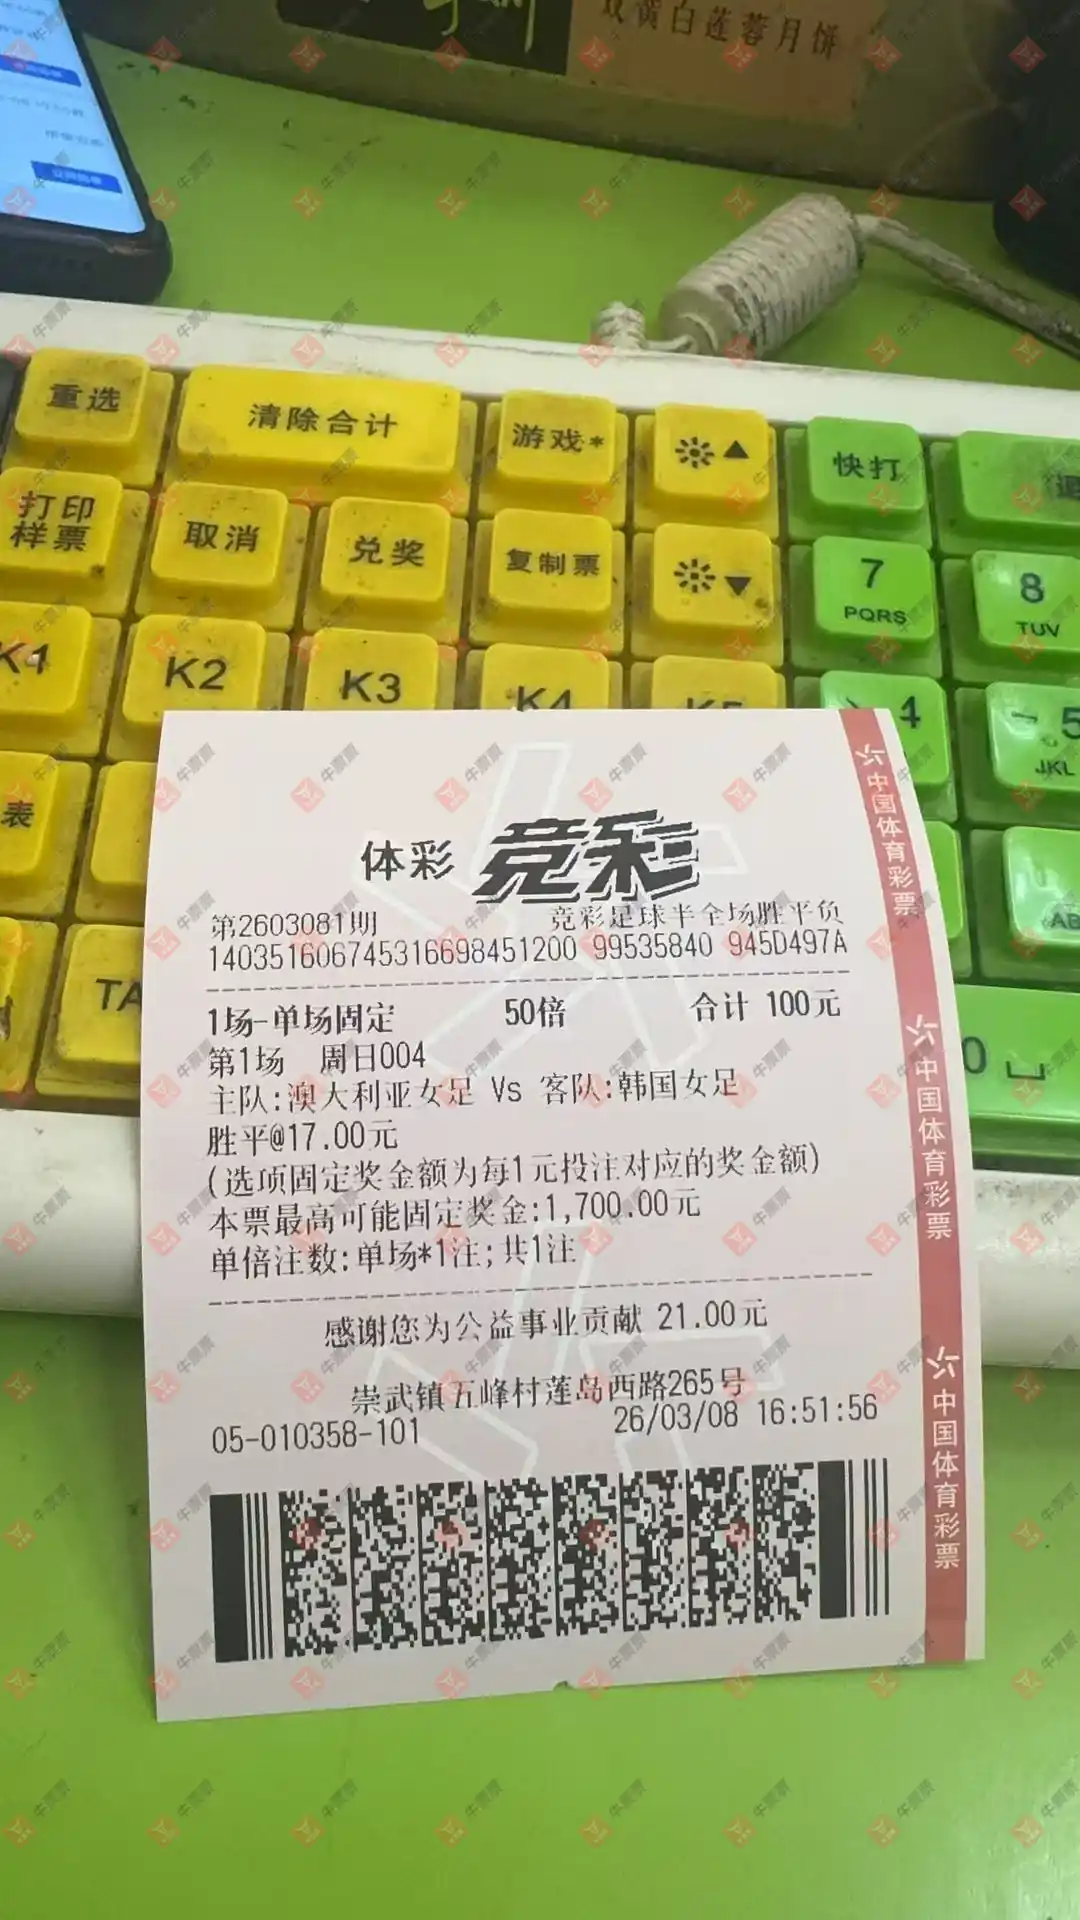 双黄白莲蓉月饼
重选
清除合计
游戏*
快打
打印
样票
取消
兑奖
复制票
7
PQRS
8
TUV
K1
K2
K3
K4
K5
4
5
JKL
表
TA
0
体彩 竞彩
第2603081期 竞彩足球半全场胜平负
140351606745316698451200 99535840 945D497A
1场-单场固定 50倍 合计 100元
第1场 周日004
主队:澳大利亚女足 Vs 客队:韩国女足
胜平@17.00元
(选项固定奖金额为每1元投注对应的奖金额)
本票最高可能固定奖金:1,700.00元
单倍注数:单场*1注;共1注
感谢您为公益事业贡献 21.00元
崇武镇五峰村莲岛西路265号
05-010358-101 26/03/08 16:51:56
中国体育彩票
中国体育彩票
中国体育彩票
牛票票